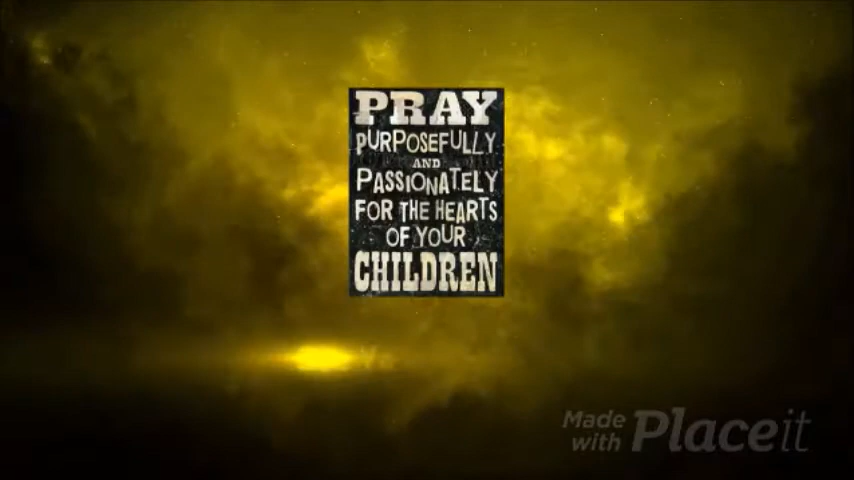 PRAY
PURPOSEFULLY
AND
PASSIONATELY
FOR THE HEARTS
OF YOUR
CHILDREN
Made
with Placeit